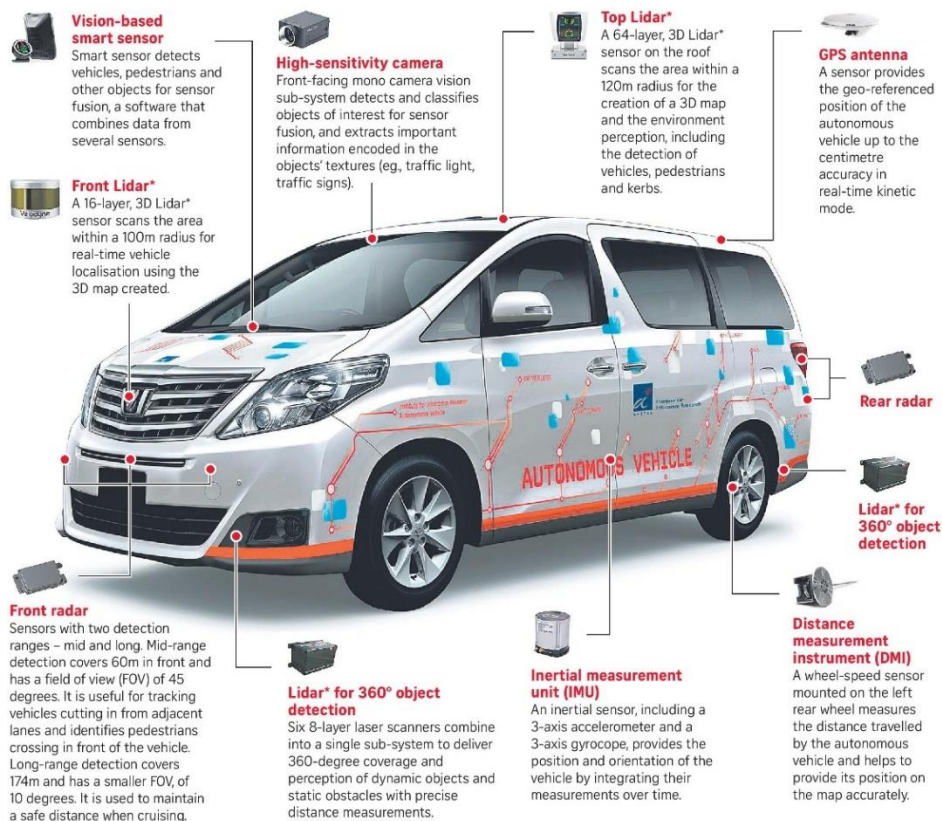 Vision-based
smart sensor
Smart sensor detects
vehicles, pedestrians and
other objects for sensor
fusion, a software that
combines data from
several sensors.
High-sensitivity camera
Front-facing mono camera vision
sub-system detects and classifies
objects of interest for sensor
fusion, and extracts important
information encoded in the
objects' textures (eg., traffic light,
traffic signs).
Top Lidar*
A 64-layer, 3D Lidar*
sensor on the roof
scans the area within a
120m radius for the
creation of a 3D map
and the environment
perception, including
the detection of
vehicles, pedestrians
and kerbs.
GPS antenna
A sensor provides
the geo-referenced
position of the
autonomous
vehicle up to the
centimetre
accuracy in
real-time kinetic
mode.
Front Lidar*
A 16-layer, 3D Lidar*
sensor scans the area
within a 100m radius for
real-time vehicle
localisation using the
3D map created.
Velodyne
AUTONOMOUS VEHICLE
Rear radar
Lidar* for
360° object
detection
Front radar
Sensors with two detection
ranges – mid and long. Mid-range
detection covers 60m in front and
has a field of view (FOV) of 45
degrees. It is useful for tracking
vehicles cutting in from adjacent
lanes and identifies pedestrians
crossing in front of the vehicle.
Long-range detection covers
174m and has a smaller FOV, of
10 degrees. It is used to maintain
a safe distance when cruising.
Lidar* for 360° object
detection
Six 8-layer laser scanners combine
into a single sub-system to deliver
360-degree coverage and
perception of dynamic objects and
static obstacles with precise
distance measurements.
Inertial measurement
unit (IMU)
An inertial sensor, including a
3-axis accelerometer and a
3-axis gyrocope, provides the
position and orientation of the
vehicle by integrating their
measurements over time.
Distance
measurement
instrument (DMI)
A wheel-speed sensor
mounted on the left
rear wheel measures
the distance travelled
by the autonomous
vehicle and helps to
provide its position on
the map accurately.